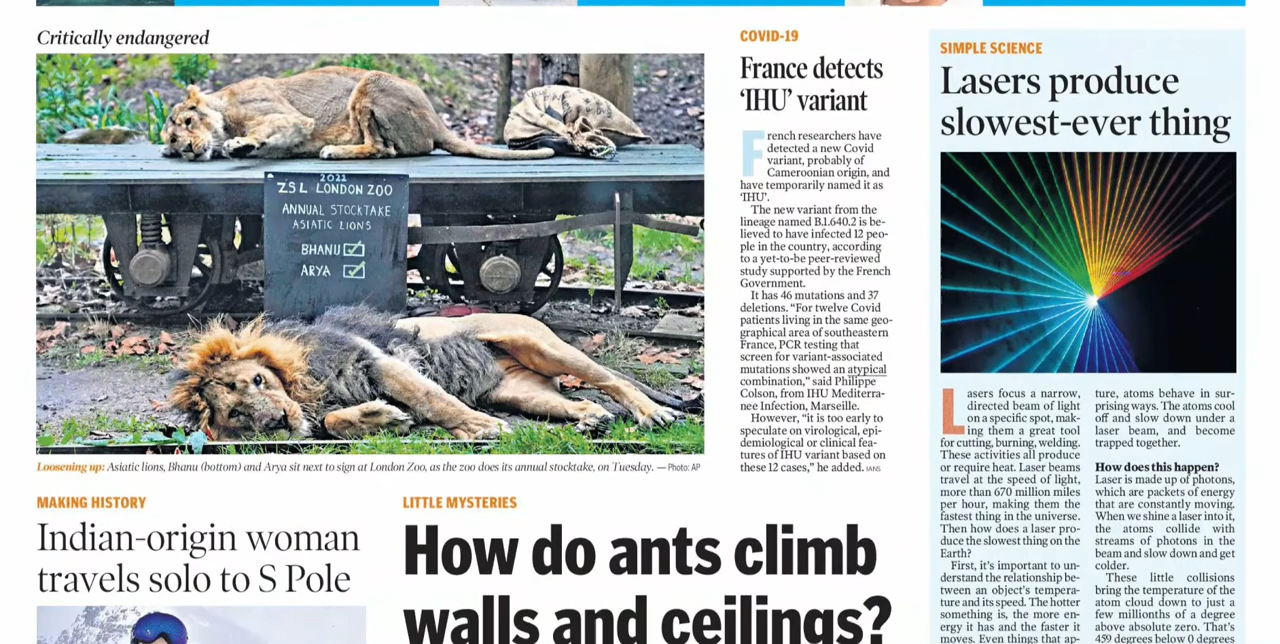 Critically endangered
2022
ZSL LONDON ZOO
ANNUAL STOCKTAKE
ASIATIC LIONS
BHANU
ARYA
Loosening up: Asiatic lions, Bhanu (bottom) and Arya sit next to sign at London Zoo, as the zoo does its annual stocktake, on Tuesday. — Photo: AP
MAKING HISTORY
Indian-origin woman
travels solo to S Pole
LITTLE MYSTERIES
How do ants climb
walls and ceilings?
COVID-19
France detects
‘IHU’ variant
French researchers have
detected a new Covid
variant, probably of
Cameroonian origin, and
have temporarily named it as
‘IHU’.
The new variant from the
lineage named B.1.640.2 is be-
lieved to have infected 12 peo-
ple in the country, according
to a yet-to-be peer-reviewed
study supported by the French
Government.
It has 46 mutations and 37
deletions. “For twelve Covid
patients living in the same geo-
graphical area of southeastern
France, PCR testing that
screen for variant-associated
mutations showed an atypical
combination,” said Philippe
Colson, from IHU Mediterra-
nee Infection, Marseille.
However, “it is too early to
speculate on virological, epi-
demiological or clinical fea-
tures of IHU variant based on
these 12 cases,” he added. IANS
SIMPLE SCIENCE
Lasers produce
slowest-ever thing
Lasers focus a narrow,
directed beam of light
on a specific spot, mak-
ing them a great tool
for cutting, burning, welding.
These activities all produce
or require heat. Laser beams
travel at the speed of light,
more than 670 million miles
per hour, making them the
fastest thing in the universe.
Then how does a laser pro-
duce the slowest thing on the
Earth?
First, it’s important to un-
derstand the relationship be-
tween an object’s tempera-
ture and its speed. The hotter
something is, the more en-
ergy it has and the faster it
moves. Even things that ap-
ture, atoms behave in sur-
prising ways. The atoms cool
off and slow down under a
laser beam, and become
trapped together.
How does this happen?
Laser is made up of photons,
which are packets of energy
that are constantly moving.
When we shine a laser into it,
the atoms collide with
streams of photons in the
beam and slow down and get
colder.
These little collisions
bring the temperature of the
atom cloud down to just a
few millionths of a degree
above absolute zero. That’s
459 degrees below 0 degrees